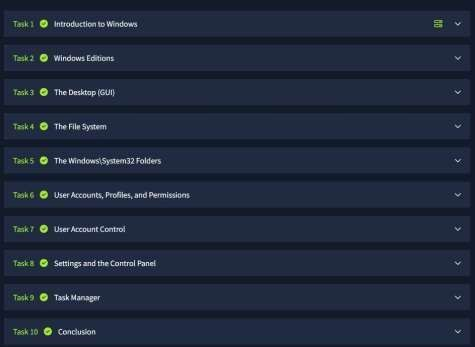 Task 1 Introduction to Windows
Task 2 Windows Editions
Task 3 The Desktop (GUI)
Task 4 The File System
Task 5 The Windows\System32 Folders
Task 6 User Accounts, Profiles, and Permissions
Task 7 User Account Control
Task 8 Settings and the Control Panel
Task 9 Task Manager
Task 10 Conclusion